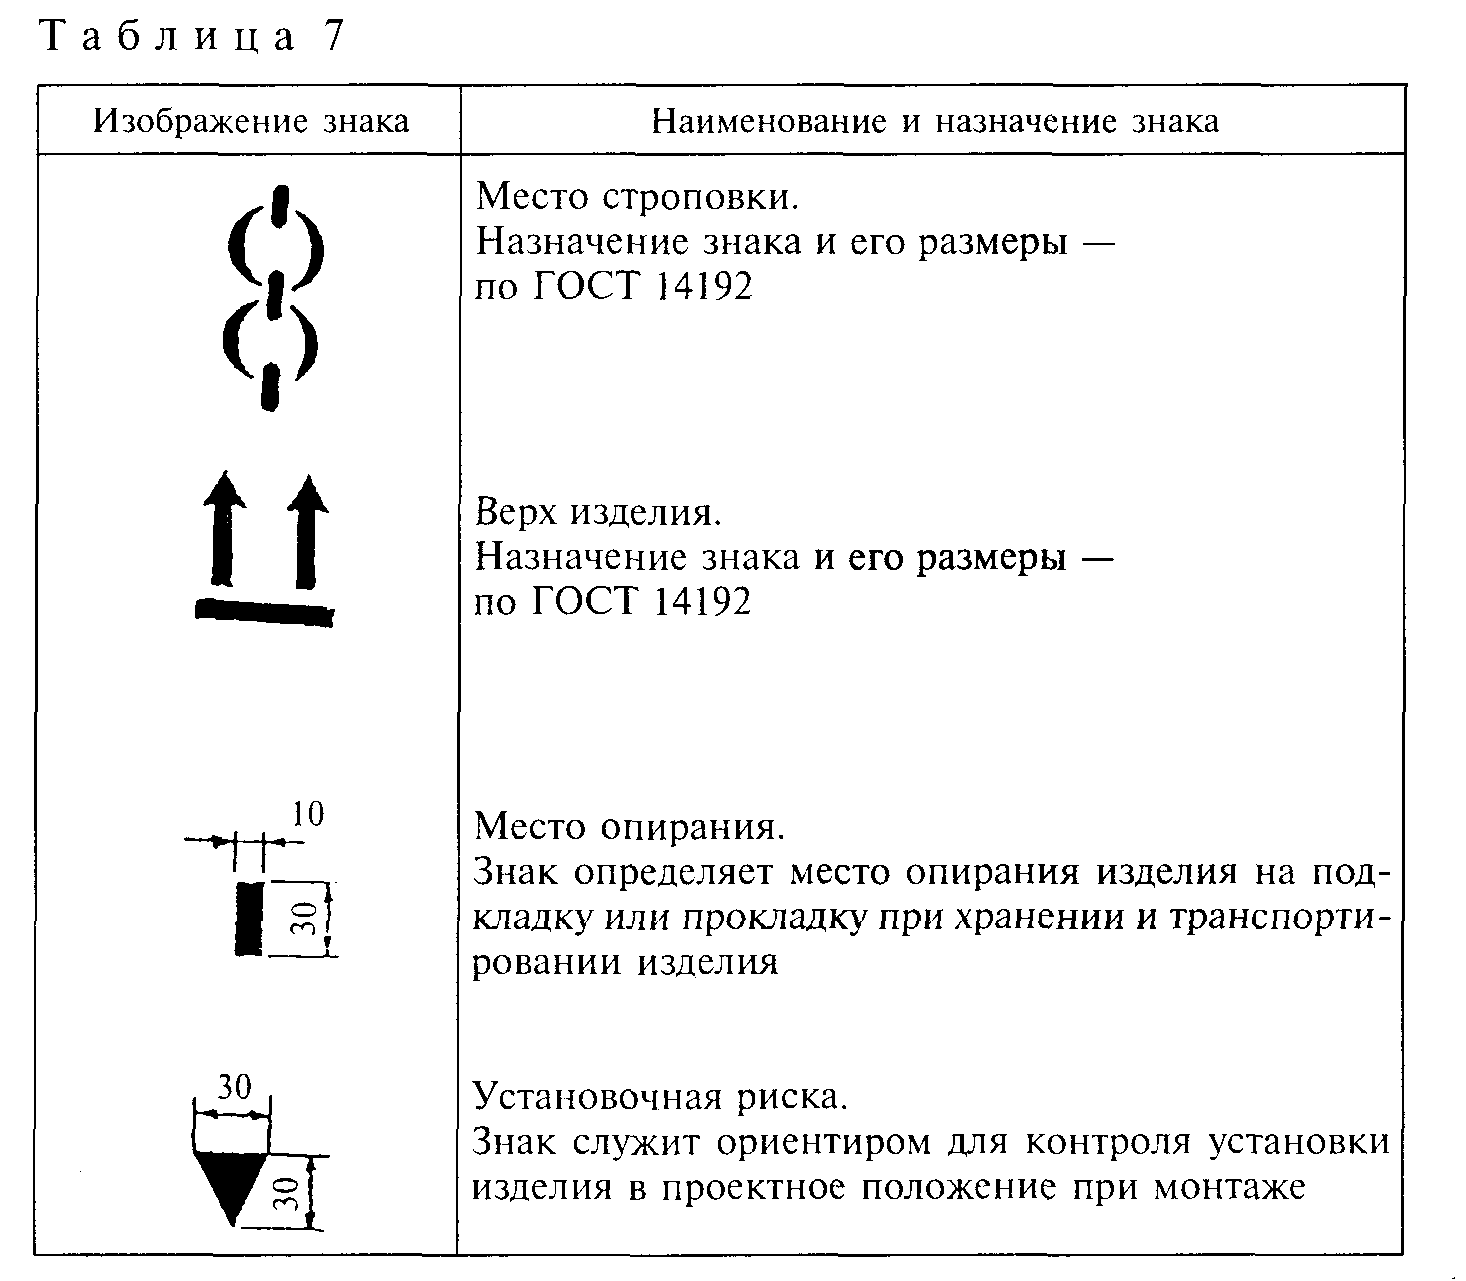 Таблица 7
Изображение знака
Наименование и назначение знака
Место строповки.
Назначение знака и его размеры —
по ГОСТ 14192
Верх изделия.
Назначение знака и его размеры —
по ГОСТ 14192
10
30
Место опирания.
Знак определяет место опирания изделия на под-
кладку или прокладку при хранении и транспорти-
ровании изделия
30
30
Установочная риска.
Знак служит ориентиром для контроля установки
изделия в проектное положение при монтаже